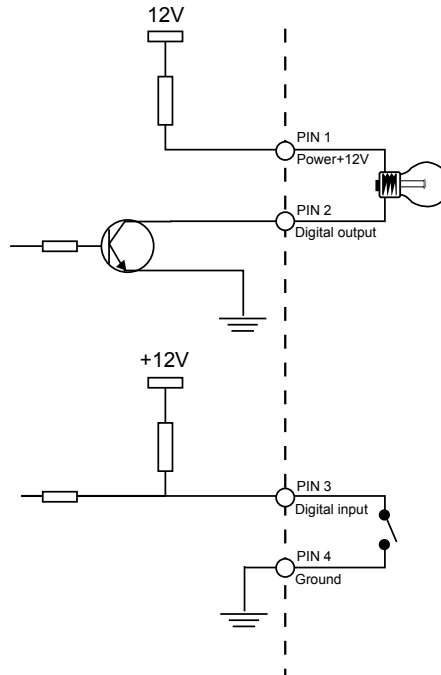 12V
PIN 1
Power+12V
PIN 2
Digital output
+12V
PIN 3
Digital input
PIN 4
Ground